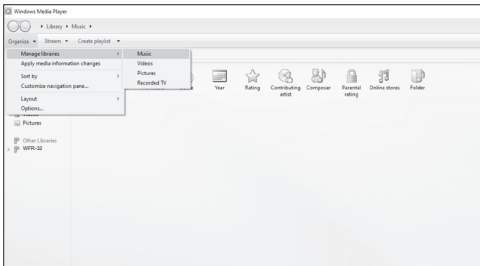 Windows Media Player
Library Music
Organize Stream Create playlist
Manage libraries
Apply media information changes
Sort by
Customize navigation pane...
Layout
Options...
Music
Videos
Pictures
Recorded TV
Year
Rating
Contributing artist
Composer
Parental rating
Online stores
Folder
Pictures
Other Libraries
WFR-32